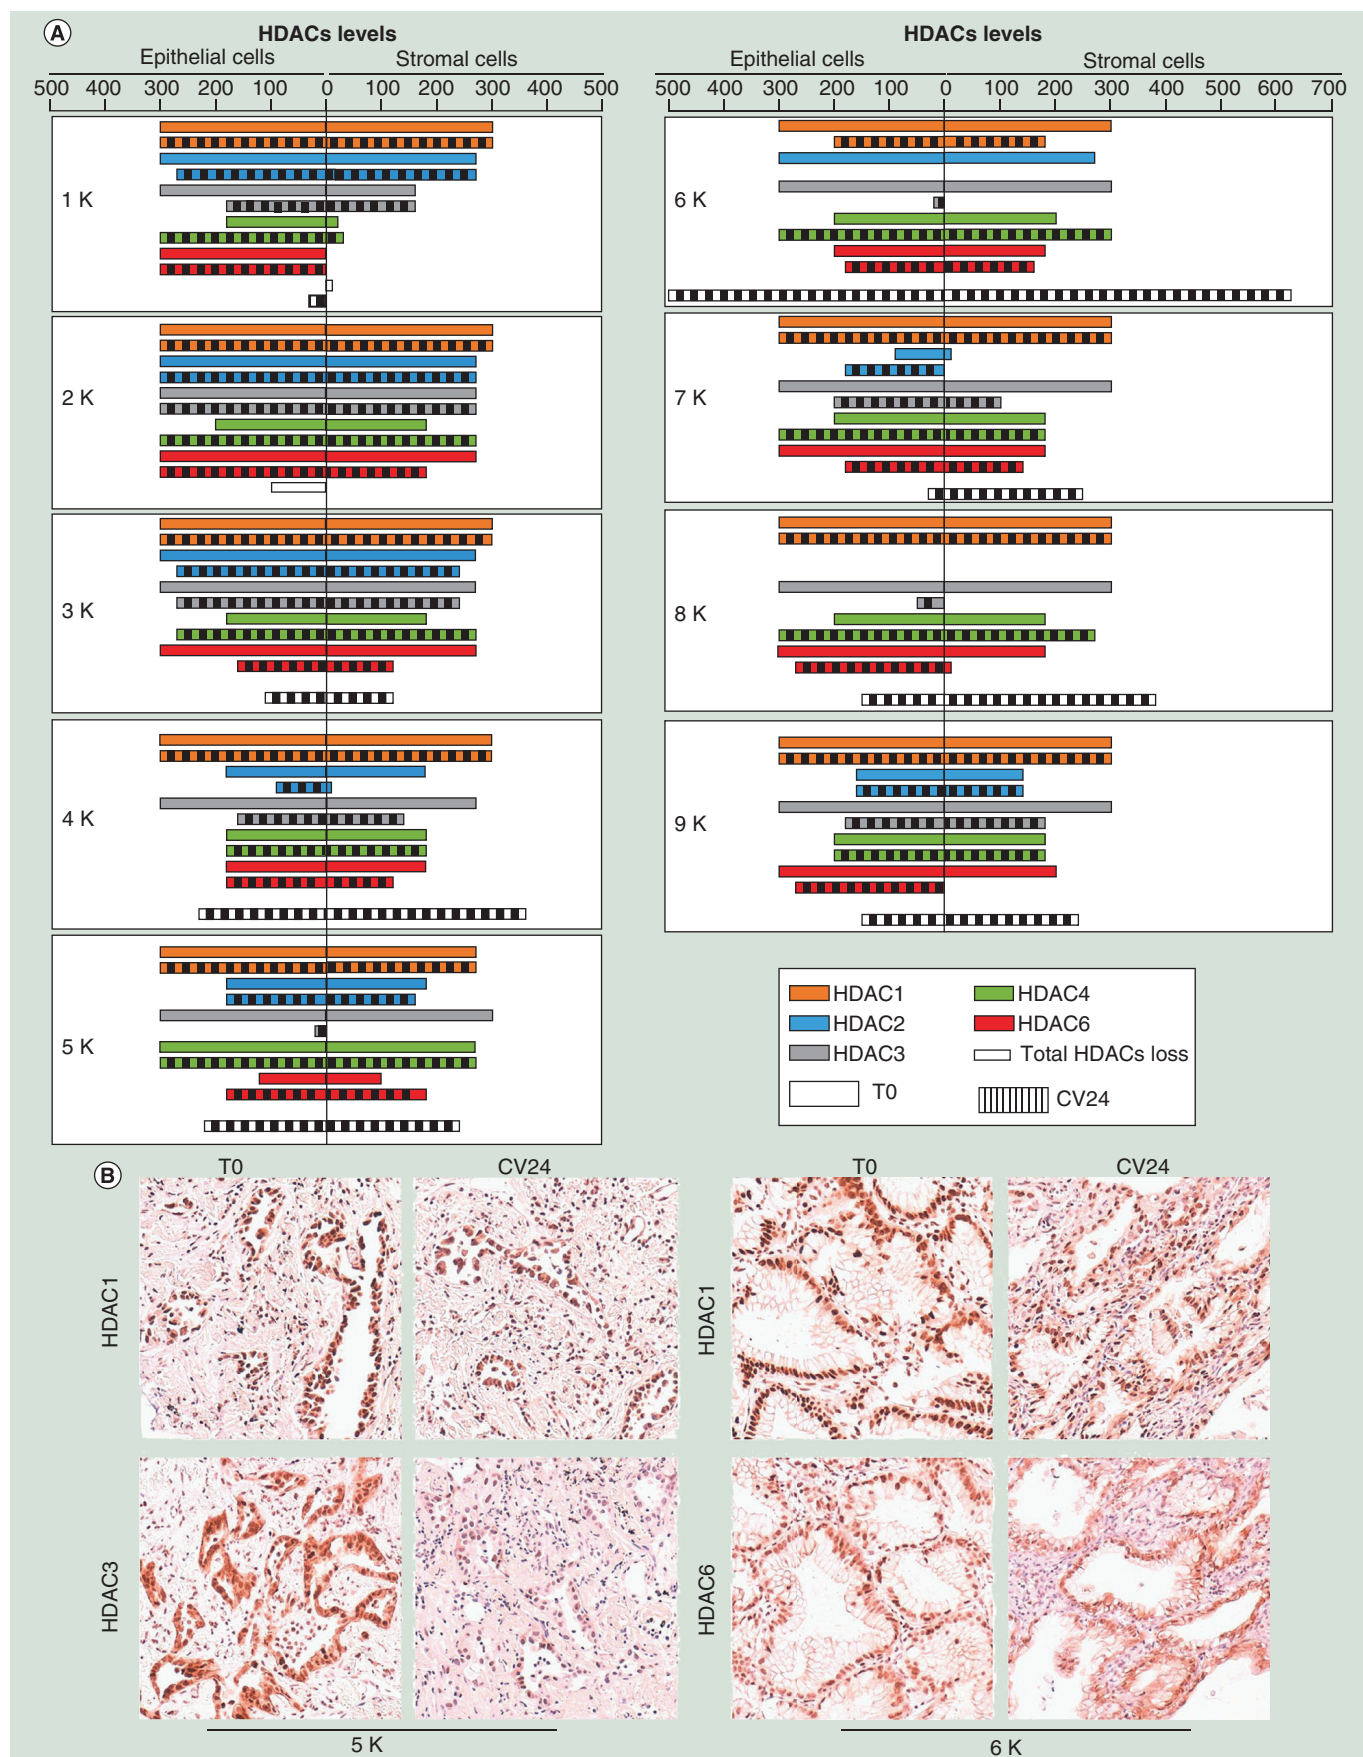 A
HDACs levels
Epithelial cells Stromal cells
500 400 300 200 100 0 100 200 300 400 500
1 K
2 K
3 K
4 K
5 K
HDACs levels
Epithelial cells Stromal cells
500 400 300 200 100 0 100 200 300 400 500 600 700
6 K
7 K
8 K
9 K
HDAC1 HDAC4
HDAC2 HDAC6
HDAC3 Total HDACs loss
T0 CV24
B
T0 CV24 T0 CV24
HDAC1 HDAC1
HDAC3 HDAC6
5 K 6 K